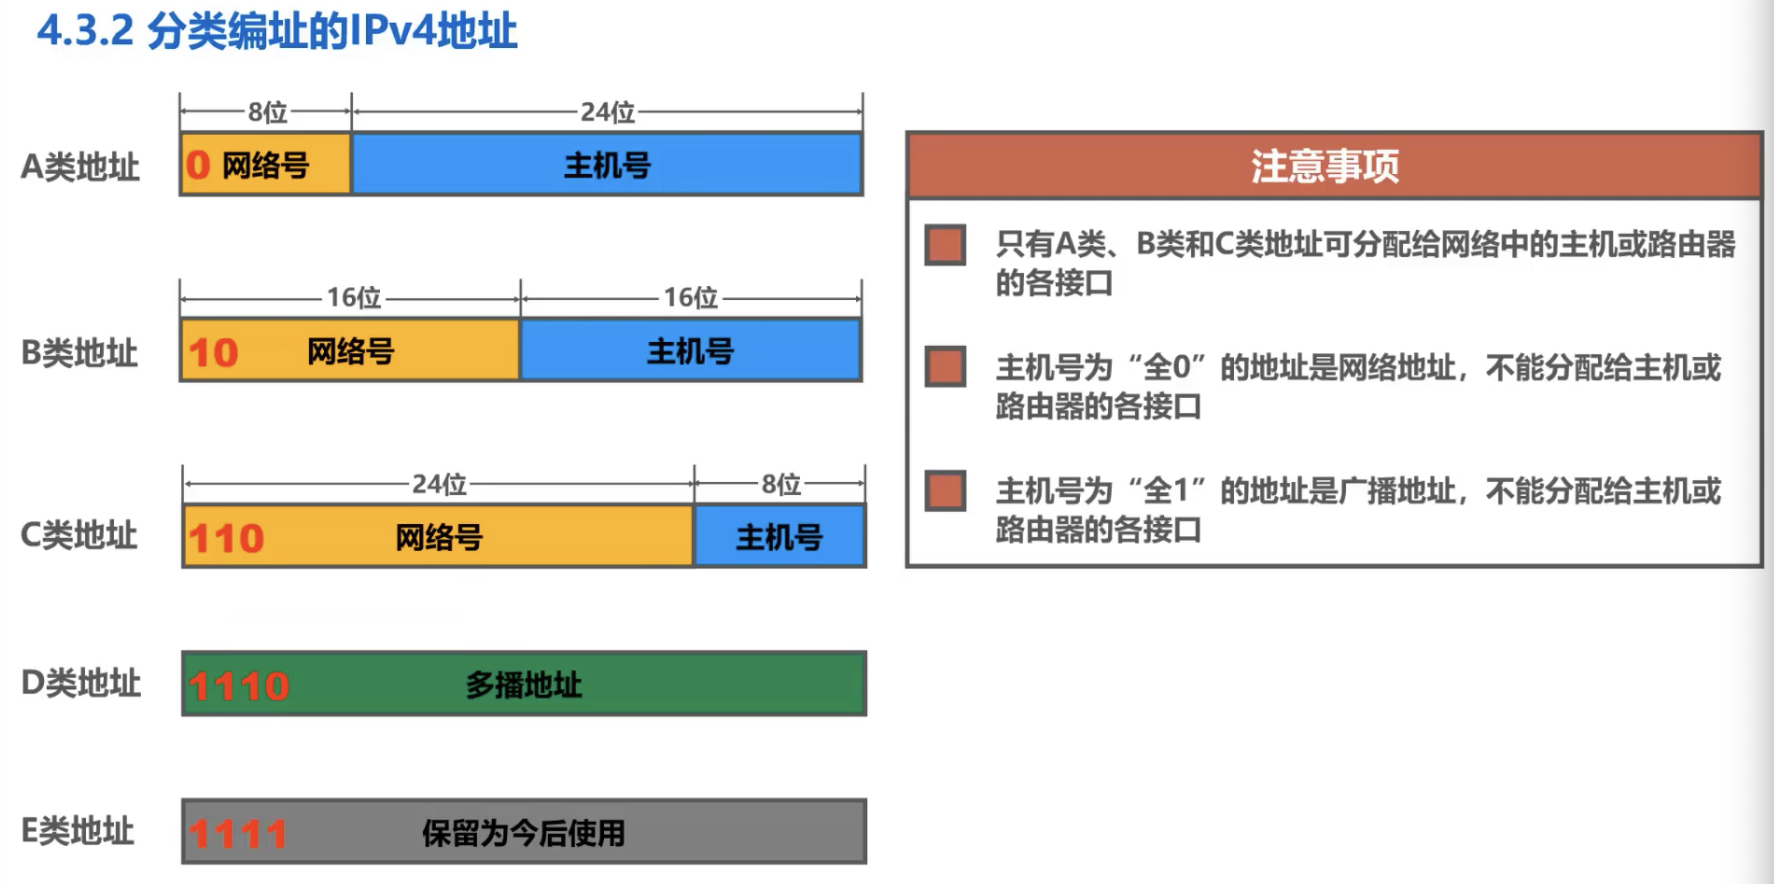 4.3.2 分类编址的IPv4地址
8位
24位
A类地址
0 网络号
主机号
16位
16位
B类地址
10 网络号
主机号
24位
8位
C类地址
110 网络号
主机号
D类地址
1110 多播地址
E类地址
1111 保留为今后使用
注意事项
只有A类、B类和C类地址可分配给网络中的主机或路由器
的各接口
主机号为“全0”的地址是网络地址，不能分配给主机或
路由器的各接口
主机号为“全1”的地址是广播地址，不能分配给主机或
路由器的各接口